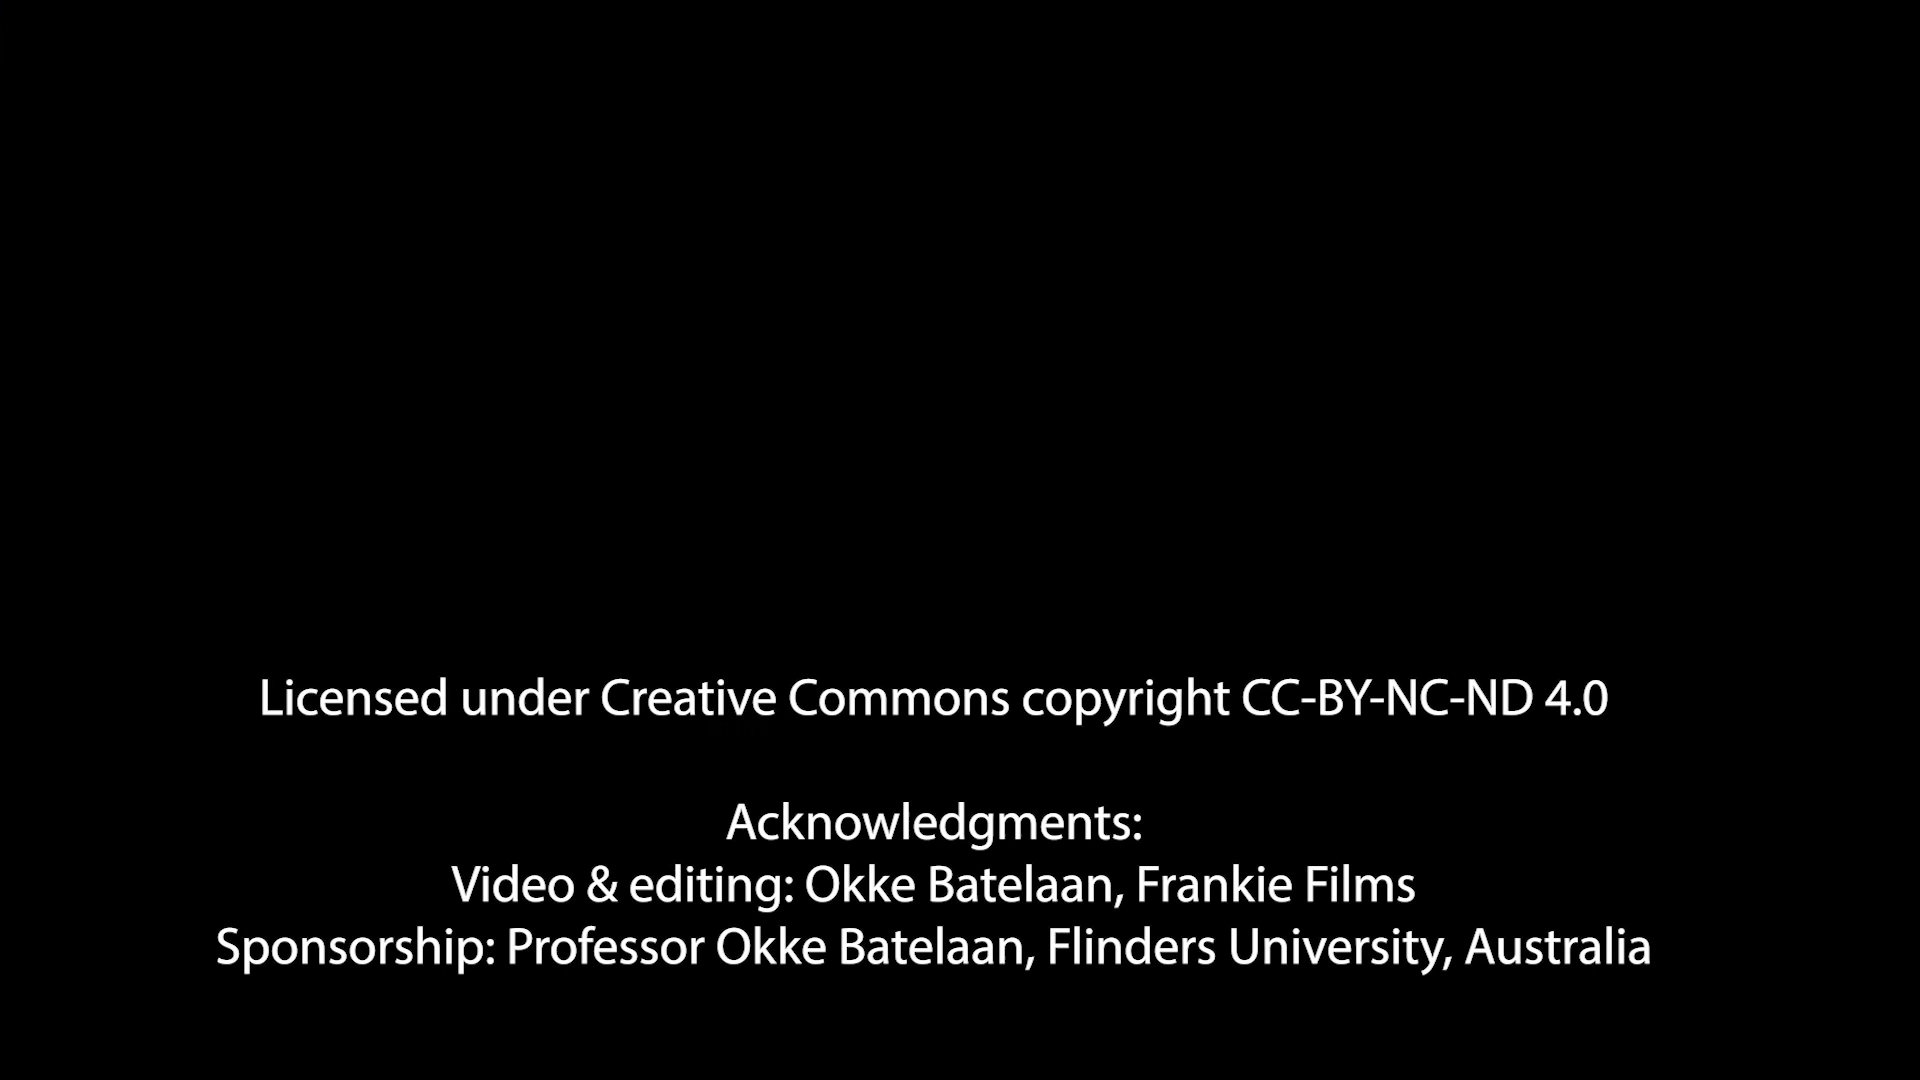 Licensed under Creative Commons copyright CC-BY-NC-ND 4.0
Acknowledgments:
Video & editing: Okke Batelaan, Frankie Films
Sponsorship: Professor Okke Batelaan, Flinders University, Australia